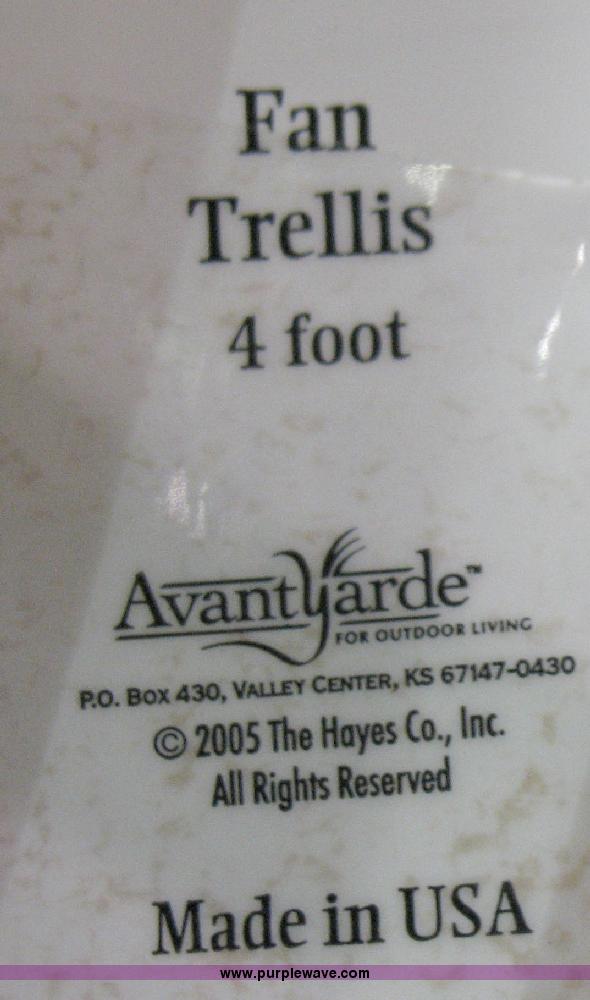 Fan
Trellis
4 foot
AvantYarde™
FOR OUTDOOR LIVING
P.O. BOX 430, VALLEY CENTER, KS 67147-0430
© 2005 The Hayes Co., Inc.
All Rights Reserved
Made in USA
www.purplewave.com